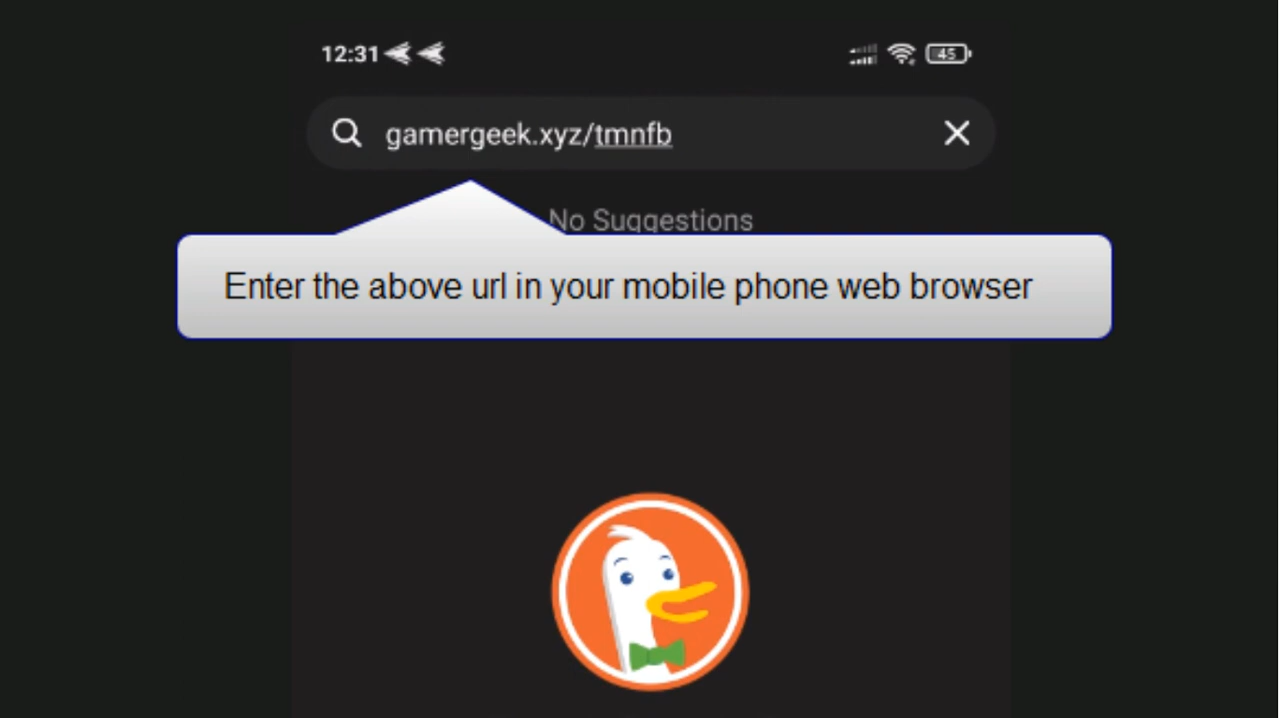 12:31
45
gamergeek.xyz/tmnfb
No Suggestions
Enter the above url in your mobile phone web browser